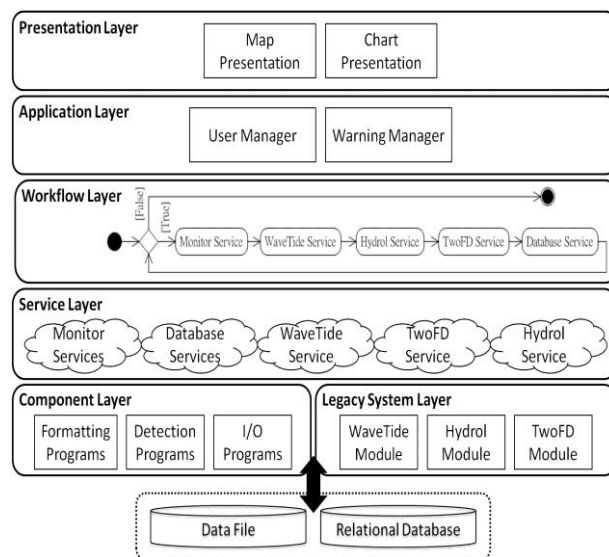 Presentation Layer
Map
Presentation
Chart
Presentation
Application Layer
User Manager
Warning Manager
Workflow Layer
[False]
[True]
Monitor Service
WaveTide Service
Hydrol Service
TwoFD Service
Database Service
Service Layer
Monitor
Services
Database
Services
WaveTide
Service
TwoFD
Service
Hydrol
Service
Component Layer
Formatting
Programs
Detection
Programs
I/O
Programs
Legacy System Layer
WaveTide
Module
Hydrol
Module
TwoFD
Module
Data File
Relational Database